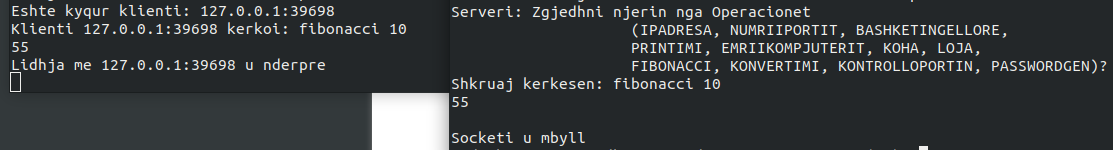 Eshte kyqur klienti: 127.0.0.1:39698
Klienti 127.0.0.1:39698 kerkoi: fibonacci 10
55
Lidhja me 127.0.0.1:39698 u nderpre
Serveri: Zgjedhni njerin nga Operacionet
(IPADRESA, NUMRIIPORTIT, BASHKETINGELLORE,
PRINTIMI, EMRIIKOMPJUTERIT, KOHA, LOJA,
FIBONACCI, KONVERTIMI, KONTROLLOPORTIN, PASSWORDGEN)?
Shkruaj kerkesen: fibonacci 10
55
Socketi u mbyll